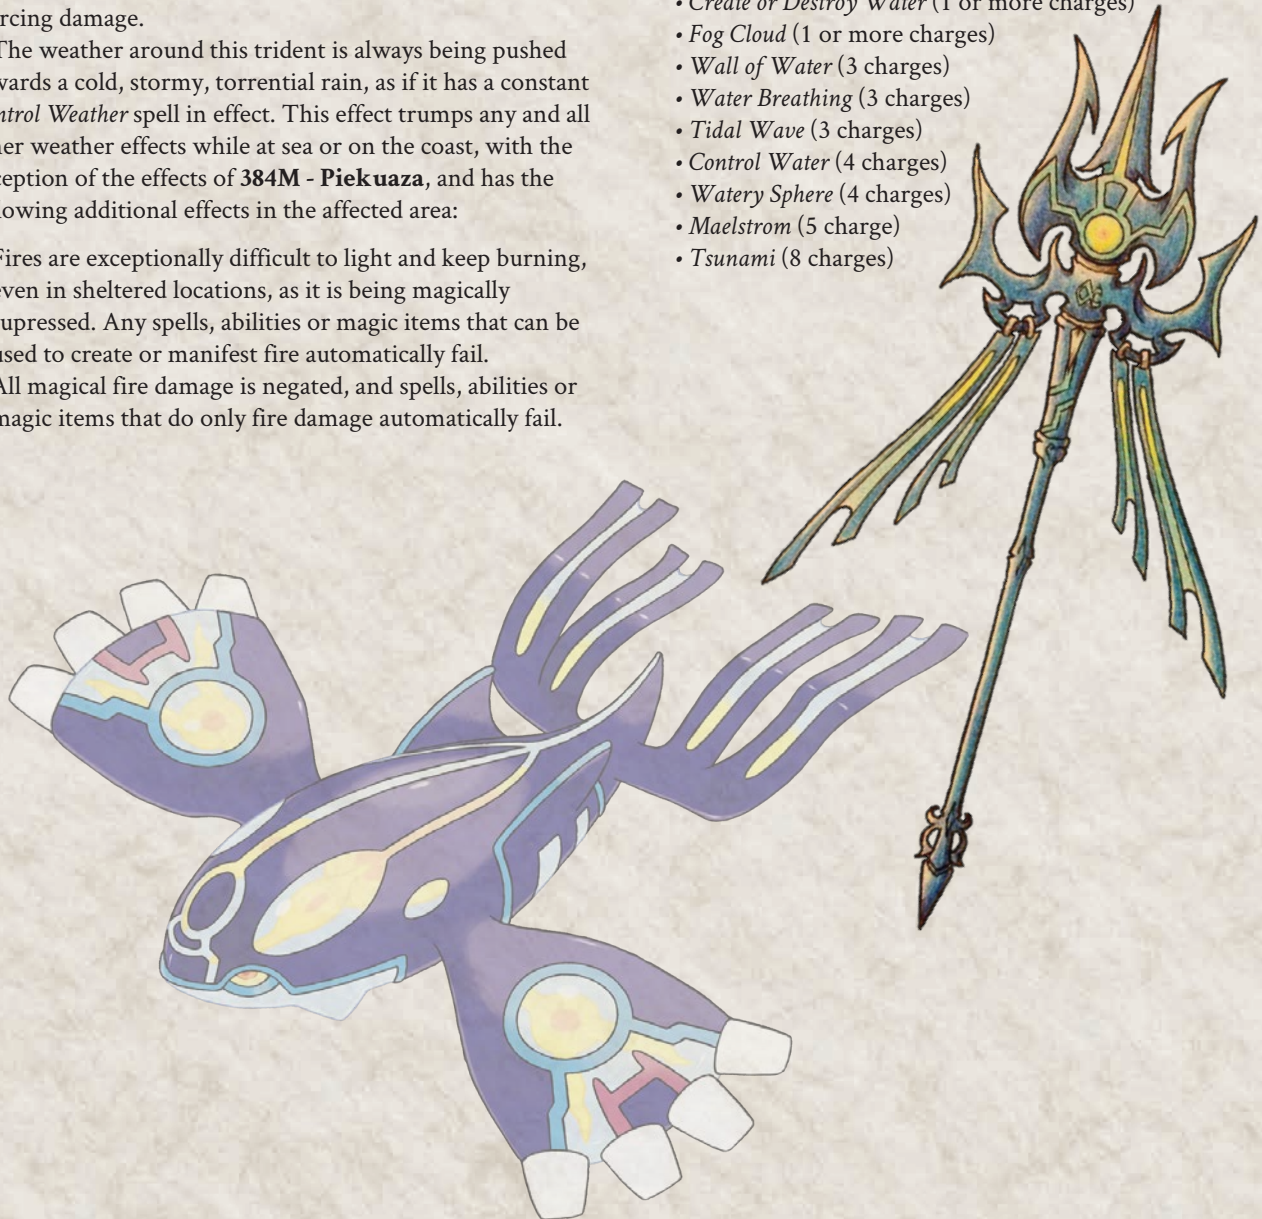 rcing damage.
The weather around this trident is always being pushed
wards a cold, stormy, torrential rain, as if it has a constant
ntrol Weather spell in effect. This effect trumps any and all
her weather effects while at sea or on the coast, with the
ception of the effects of 384M - Piekuaza, and has the
lowing additional effects in the affected area:
Fires are exceptionally difficult to light and keep burning,
even in sheltered locations, as it is being magically
upressed. Any spells, abilities or magic items that can be
used to create or manifest fire automatically fail.
All magical fire damage is negated, and spells, abilities or
magic items that do only fire damage automatically fail.
• Create or Destroy Water (1 or more charges)
• Fog Cloud (1 or more charges)
• Wall of Water (3 charges)
• Water Breathing (3 charges)
• Tidal Wave (3 charges)
• Control Water (4 charges)
• Watery Sphere (4 charges)
• Maelstrom (5 charge)
• Tsunami (8 charges)